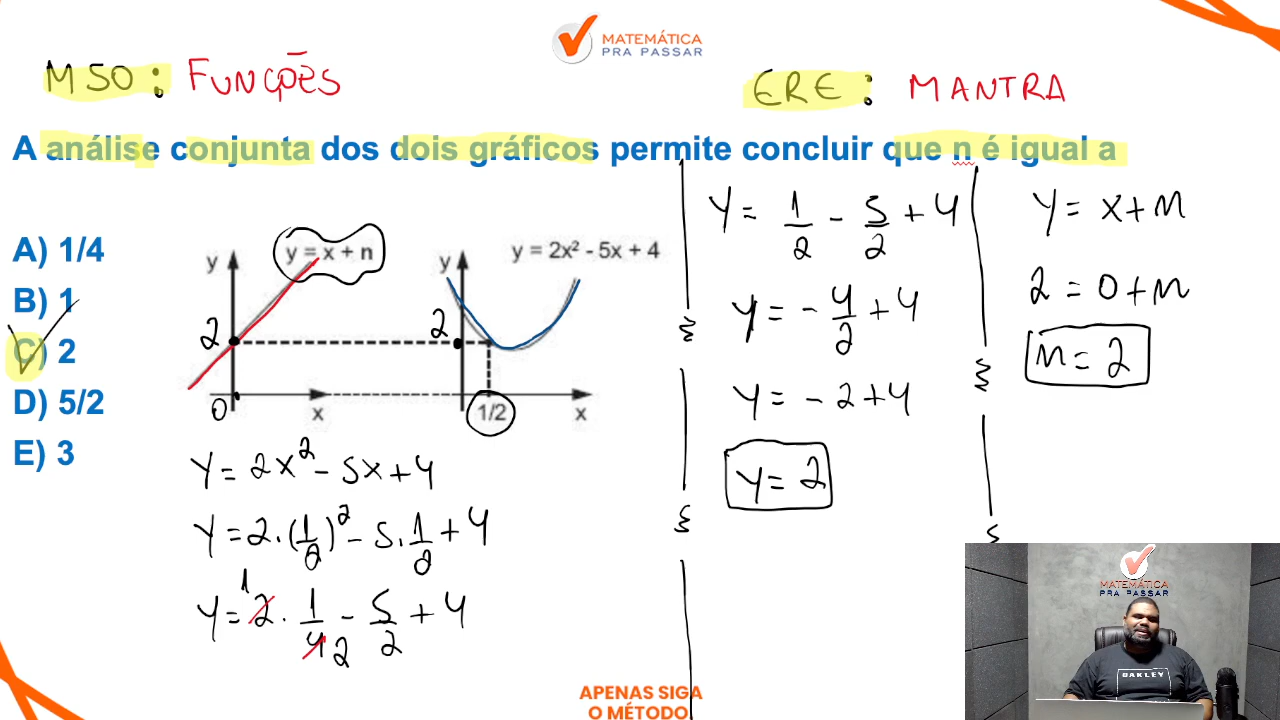 MATEMÁTICA
PRA PASSAR
MSO: FUNÇÕES
ERE: MANTRA
A análise conjunta dos dois gráficos permite concluir que n é igual a
A) 1/4
B) 1
C) 2
D) 5/2
E) 3
y
y = x + n
2
0
x
y
y = 2x² - 5x + 4
2
1/2
x
Y = 2x² - 5x + 4
Y = 2·(1/2)² - 5·1/2 + 4
Y = 2·1/4 - 5/2 + 4
1
2
Y = 1/2 - 5/2 + 4
Y = -4/2 + 4
Y = -2 + 4
Y = 2
Y = x + n
2 = 0 + n
n = 2
MATEMÁTICA
PRA PASSAR
OAKLEY
APENAS SIGA
O MÉTODO